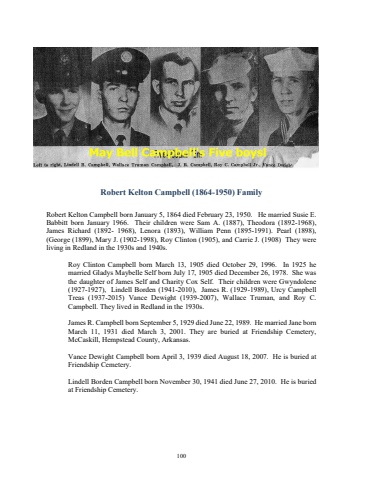 May Bell Campbell's Five boys!
Left to right, Lindell B. Campbell, Wallace Truman Campbell, J. R. Campbell, Roy C. Campbell Jr., Vance Dewight
Robert Kelton Campbell (1864-1950) Family
Robert Kelton Campbell born January 5, 1864 died February 23, 1950. He married Susie E.
Babbitt born January 1966. Their children were Sam A. (1887), Theodora (1892-1968),
James Richard (1892- 1968), Lenora (1893), William Penn (1895-1991). Pearl (1898),
(George (1899), Mary J. (1902-1998), Roy Clinton (1905), and Carrie J. (1908) They were
living in Redland in the 1930s and 1940s.
Roy Clinton Campbell born March 13, 1905 died October 29, 1996. In 1925 he
married Gladys Maybelle Self born July 17, 1905 died December 26, 1978. She was
the daughter of James Self and Charity Cox Self. Their children were Gwyndolene
(1927-1927), Lindell Borden (1941-2010), James R. (1929-1989), Urcy Campbell
Treas (1937-2015) Vance Dewight (1939-2007), Wallace Truman, and Roy C.
Campbell. They lived in Redland in the 1930s.
James R. Campbell born September 5, 1929 died June 22, 1989. He married Jane born
March 11, 1931 died March 3, 2001. They are buried at Friendship Cemetery,
McCaskill, Hempstead County, Arkansas.
Vance Dewight Campbell born April 3, 1939 died August 18, 2007. He is buried at
Friendship Cemetery.
Lindell Borden Campbell born November 30, 1941 died June 27, 2010. He is buried
at Friendship Cemetery.
100